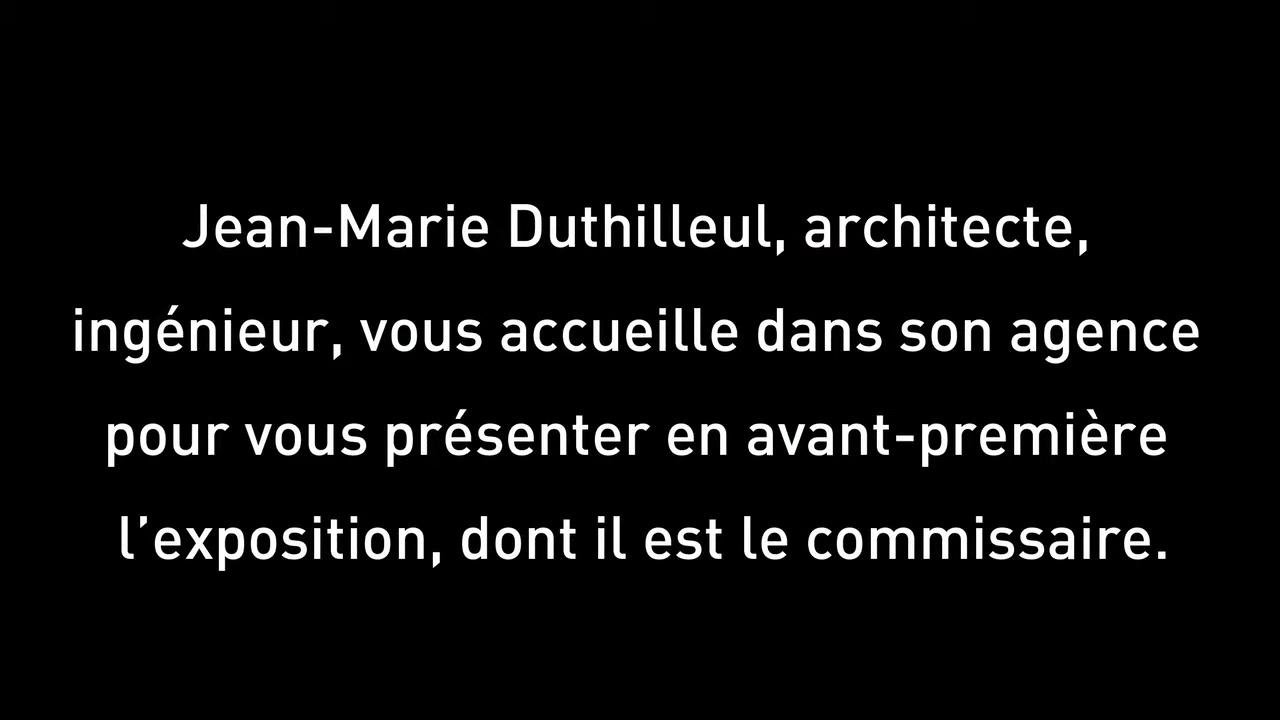 Jean-Marie Duthilleul, architecte,
ingénieur, vous accueille dans son agence
pour vous présenter en avant-première
l’exposition, dont il est le commissaire.